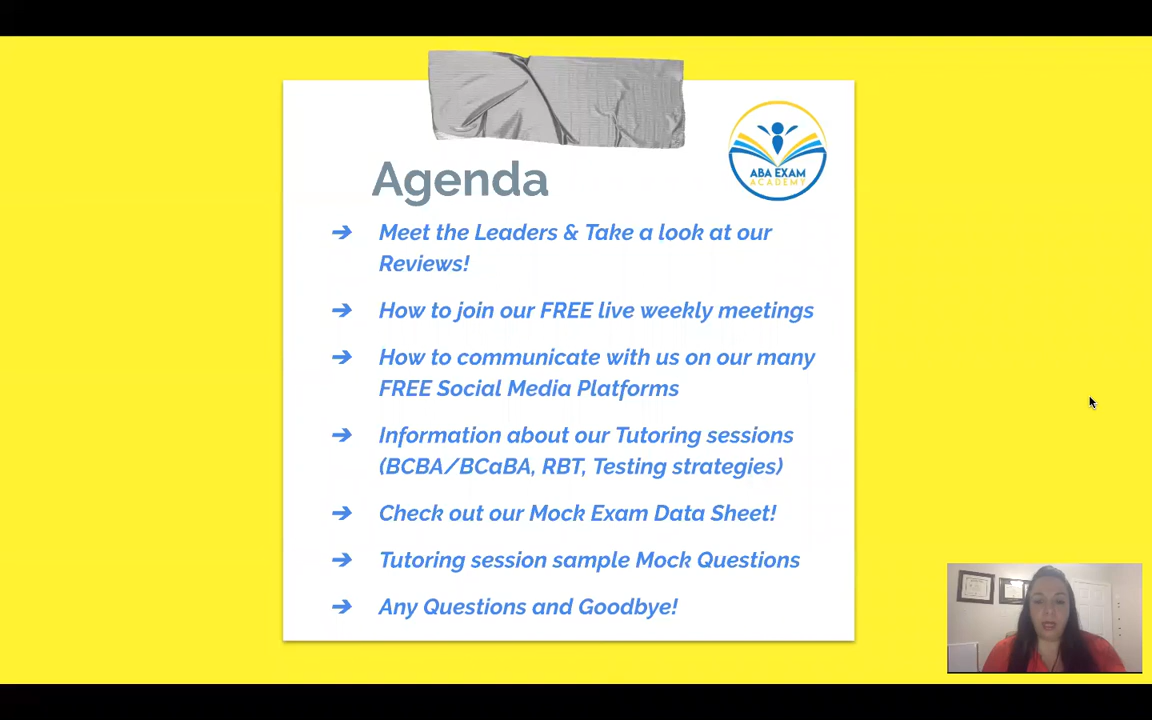 ABA EXAM
ACADEMY
Agenda
➔ Meet the Leaders & Take a look at our
Reviews!
➔ How to join our FREE live weekly meetings
➔ How to communicate with us on our many
FREE Social Media Platforms
➔ Information about our Tutoring sessions
(BCBA/BCaBA, RBT, Testing strategies)
➔ Check out our Mock Exam Data Sheet!
➔ Tutoring session sample Mock Questions
➔ Any Questions and Goodbye!